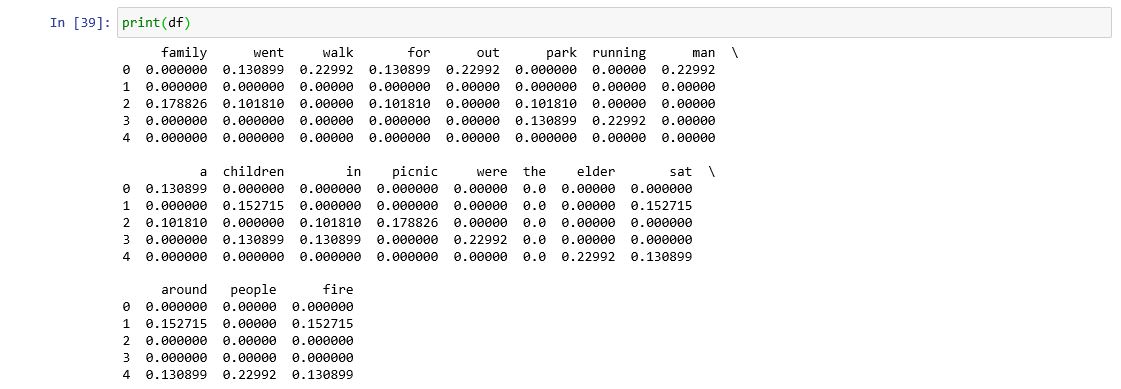 In [39]: print(df)
family went walk for out park running man \
0 0.000000 0.130899 0.22992 0.130899 0.22992 0.000000 0.00000 0.22992
1 0.000000 0.000000 0.00000 0.000000 0.00000 0.000000 0.00000 0.00000
2 0.178826 0.101810 0.00000 0.101810 0.00000 0.101810 0.00000 0.00000
3 0.000000 0.000000 0.00000 0.000000 0.00000 0.130899 0.22992 0.00000
4 0.000000 0.000000 0.00000 0.000000 0.00000 0.000000 0.00000 0.00000
a children in picnic were the elder sat \
0 0.130899 0.000000 0.000000 0.000000 0.00000 0.0 0.00000 0.000000
1 0.000000 0.152715 0.000000 0.000000 0.00000 0.0 0.00000 0.152715
2 0.101810 0.000000 0.101810 0.178826 0.00000 0.0 0.00000 0.000000
3 0.000000 0.130899 0.130899 0.000000 0.22992 0.0 0.00000 0.000000
4 0.000000 0.000000 0.000000 0.000000 0.00000 0.0 0.22992 0.130899
around people fire
0 0.000000 0.00000 0.000000
1 0.152715 0.00000 0.152715
2 0.000000 0.00000 0.000000
3 0.000000 0.00000 0.000000
4 0.130899 0.22992 0.130899